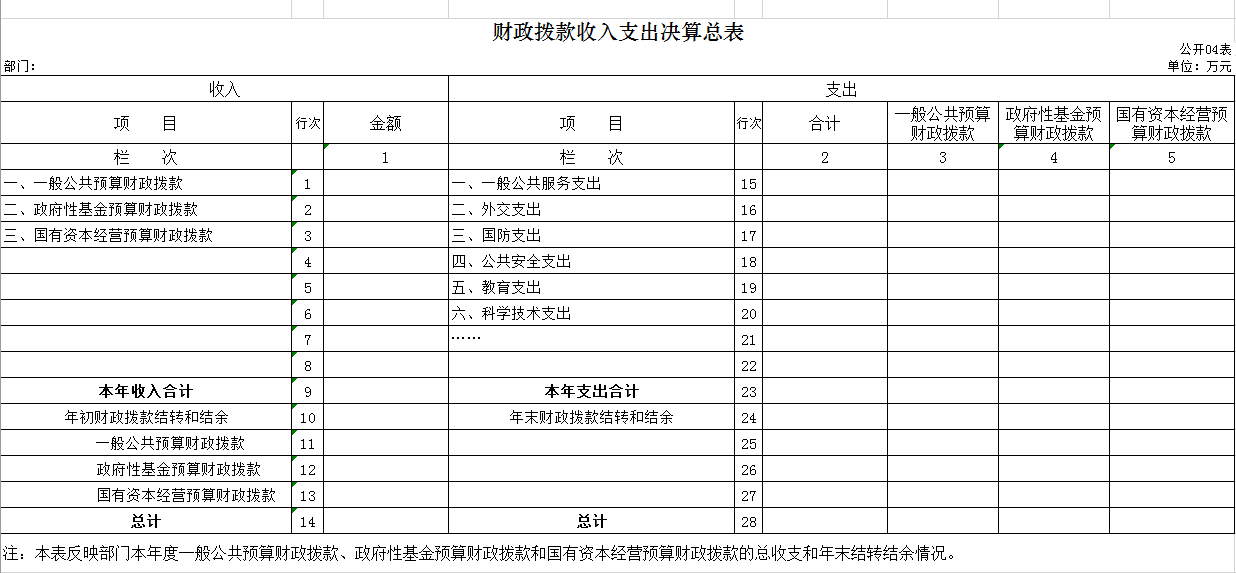 财政拨款收入支出决算总表
公开04表
部门： 单位：万元
收入 支出
项 目 行次 金额 项 目 行次 合计 一般公共预算财政拨款 政府性基金预算财政拨款 国有资本经营预算财政拨款
栏 次 1 栏 次 2 3 4 5
一、一般公共预算财政拨款 1 一、一般公共服务支出 15
二、政府性基金预算财政拨款 2 二、外交支出 16
三、国有资本经营预算财政拨款 3 三、国防支出 17
4 四、公共安全支出 18
5 五、教育支出 19
6 六、科学技术支出 20
7 …… 21
8 22
本年收入合计 9 本年支出合计 23
年初财政拨款结转和结余 10 年末财政拨款结转和结余 24
一般公共预算财政拨款 11 25
政府性基金预算财政拨款 12 26
国有资本经营预算财政拨款 13 27
总计 14 总计 28
注：本表反映部门本年度一般公共预算财政拨款、政府性基金预算财政拨款和国有资本经营预算财政拨款的总收支和年末结转结余情况。